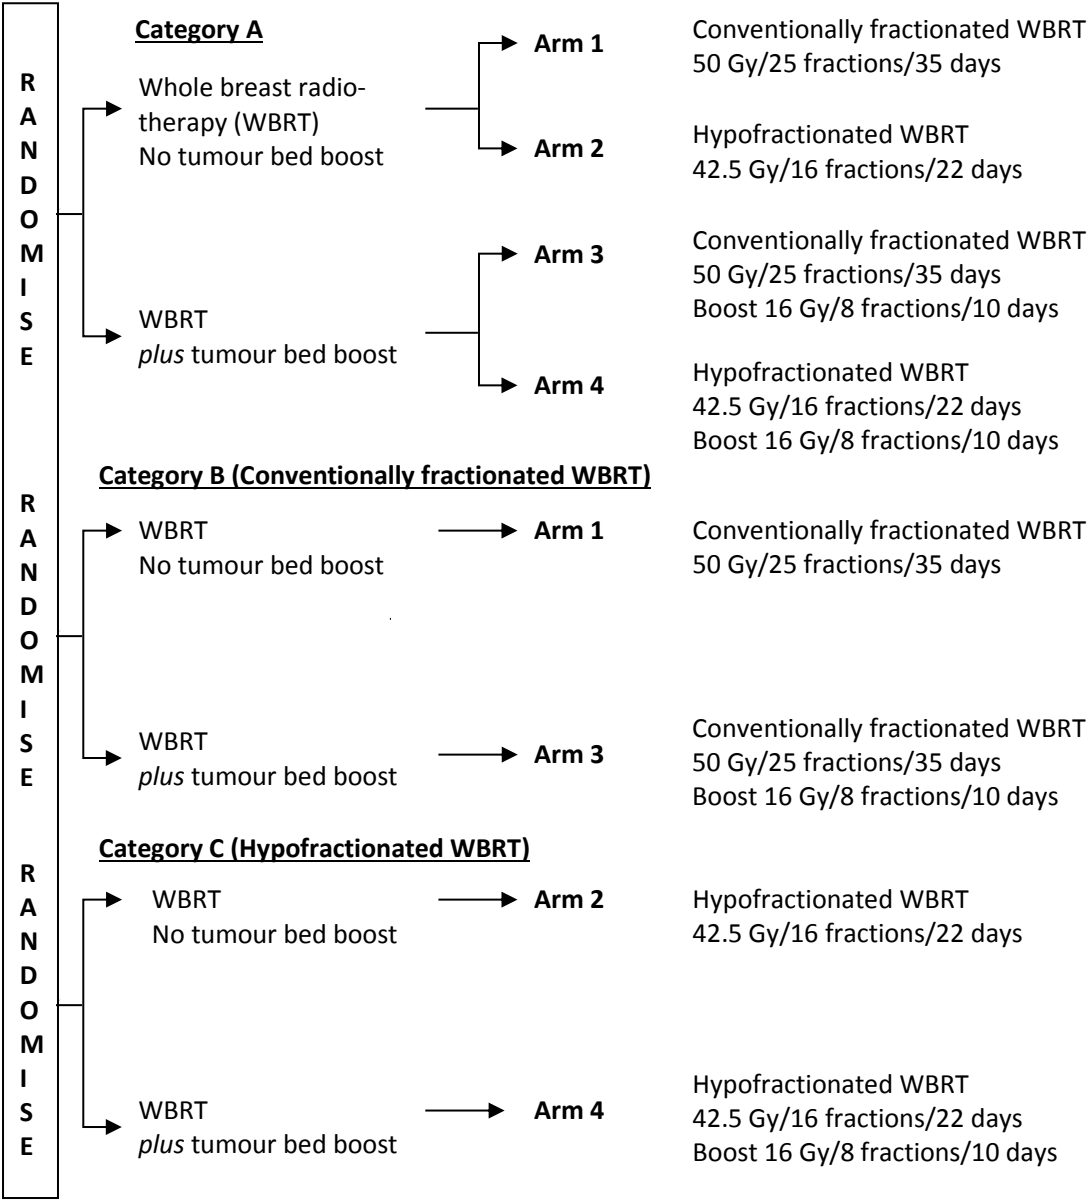 RANDOMISE
Category A
Whole breast radio-
therapy (WBRT)
No tumour bed boost
Arm 1
Conventionally fractionated WBRT
50 Gy/25 fractions/35 days
Arm 2
Hypofractionated WBRT
42.5 Gy/16 fractions/22 days
WBRT
plus tumour bed boost
Arm 3
Conventionally fractionated WBRT
50 Gy/25 fractions/35 days
Boost 16 Gy/8 fractions/10 days
Arm 4
Hypofractionated WBRT
42.5 Gy/16 fractions/22 days
Boost 16 Gy/8 fractions/10 days
RANDOMISE
Category B (Conventionally fractionated WBRT)
WBRT
No tumour bed boost
Arm 1
Conventionally fractionated WBRT
50 Gy/25 fractions/35 days
WBRT
plus tumour bed boost
Arm 3
Conventionally fractionated WBRT
50 Gy/25 fractions/35 days
Boost 16 Gy/8 fractions/10 days
RANDOMISE
Category C (Hypofractionated WBRT)
WBRT
No tumour bed boost
Arm 2
Hypofractionated WBRT
42.5 Gy/16 fractions/22 days
WBRT
plus tumour bed boost
Arm 4
Hypofractionated WBRT
42.5 Gy/16 fractions/22 days
Boost 16 Gy/8 fractions/10 days